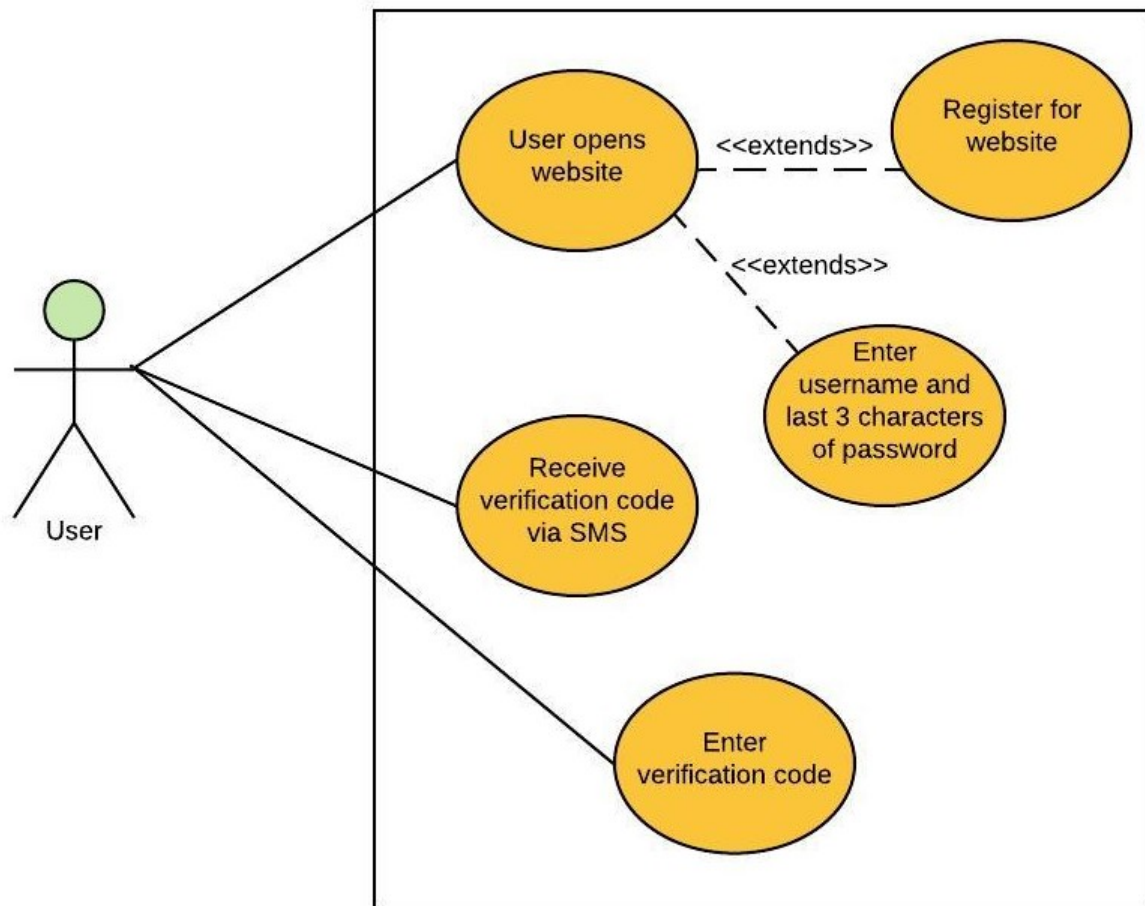 User opens
website
<<extends>>
Register for
website
<<extends>>
Enter
username and
last 3 characters
of password
User
Receive
verification code
via SMS
Enter
verification code